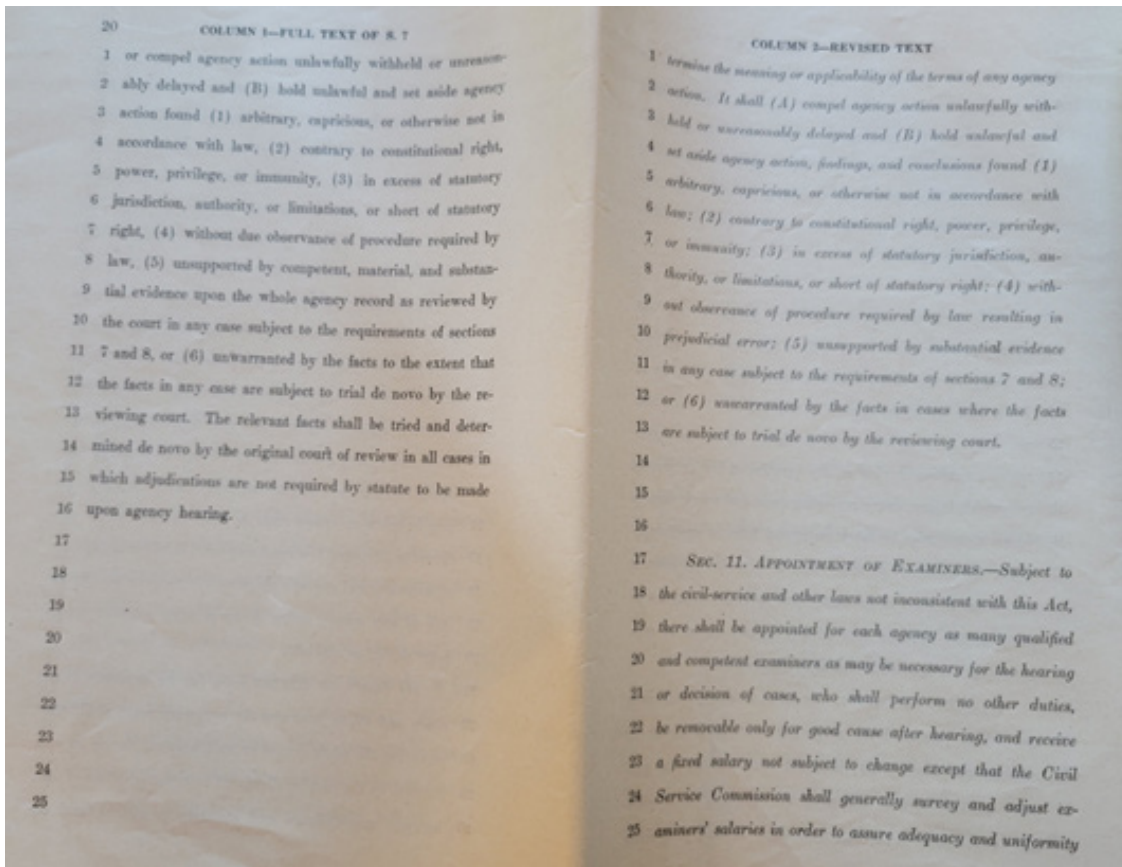 20 COLUMN 1—FULL TEXT OF S. 7
1 or compel agency action unlawfully withheld or unreason-
2 ably delayed and (B) hold unlawful and set aside agency
3 action found (1) arbitrary, capricious, or otherwise not in
4 accordance with law, (2) contrary to constitutional right,
5 power, privilege, or immunity, (3) in excess of statutory
6 jurisdiction, authority, or limitations, or short of statutory
7 right, (4) without due observance of procedure required by
8 law, (5) unsupported by competent, material, and substan-
9 tial evidence upon the whole agency record as reviewed by
10 the court in any case subject to the requirements of sections
11 7 and 8, or (6) unwarranted by the facts to the extent that
12 the facts in any case are subject to trial de novo by the re-
13 viewing court. The relevant facts shall be tried and deter-
14 mined de novo by the original court of review in all cases in
15 which adjudications are not required by statute to be made
16 upon agency hearing.
17
18
19
20
21
22
23
24
25
COLUMN 2—REVISED TEXT
1 termine the meaning or applicability of the terms of any agency
2 action. It shall (A) compel agency action unlawfully with-
3 held or unreasonably delayed and (B) hold unlawful and
4 set aside agency action, findings, and conclusions found (1)
5 arbitrary, capricious, or otherwise not in accordance with
6 law; (2) contrary to constitutional right, power, privilege,
7 or immunity; (3) in excess of statutory jurisdiction, au-
8 thority, or limitations, or short of statutory right; (4) with-
9 out observance of procedure required by law resulting in
10 prejudicial error; (5) unsupported by substantial evidence
11 in any case subject to the requirements of sections 7 and 8;
12 or (6) unwarranted by the facts in cases where the facts
13 are subject to trial de novo by the reviewing court.
14
15
16
17 SEC. 11. APPOINTMENT OF EXAMINERS.—Subject to
18 the civil-service and other laws not inconsistent with this Act,
19 there shall be appointed for each agency as many qualified
20 and competent examiners as may be necessary for the hearing
21 or decision of cases, who shall perform no other duties,
22 be removable only for good cause after hearing, and receive
23 a fixed salary not subject to change except that the Civil
24 Service Commission shall generally survey and adjust ex-
25 aminers' salaries in order to assure adequacy and uniformity